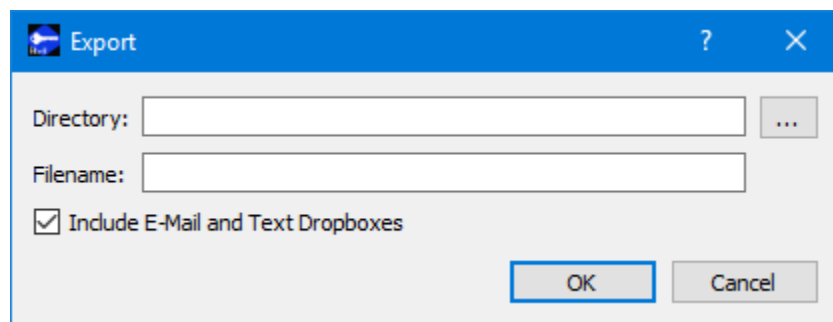 Export ?
Directory: ...
Filename:
Include E-Mail and Text Dropboxes
OK Cancel